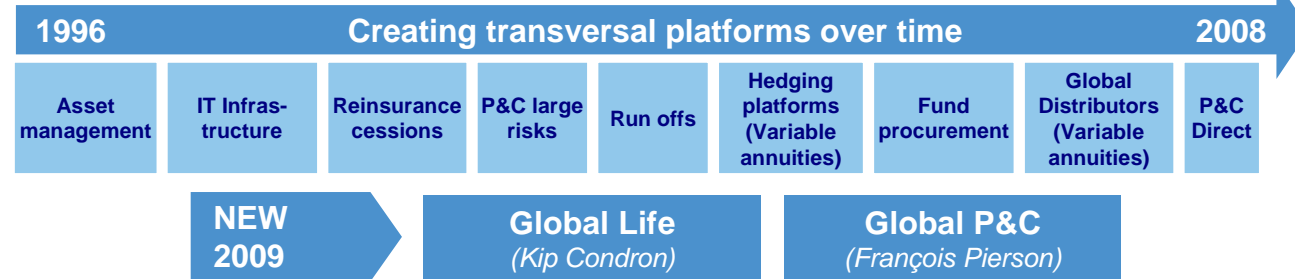 1996 Creating transversal platforms over time 2008
Asset
management
IT Infras-
tructure
Reinsurance
cessions
P&C large
risks
Run offs
Hedging
platforms
(Variable
annuities)
Fund
procurement
Global
Distributors
(Variable
annuities)
P&C
Direct
NEW
2009
Global Life
(Kip Condron)
Global P&C
(François Pierson)